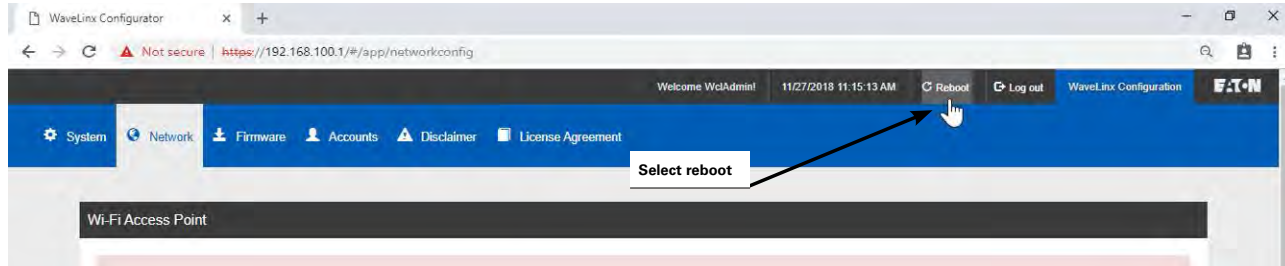 WaveLinx Configurator
Not secure | https://192.168.100.1/#/app/networkconfig
Welcome WclAdmin! 11/27/2018 11:15:13 AM Reboot Log out WaveLinx Configuration EATON
System Network Firmware Accounts Disclaimer License Agreement
Select reboot
Wi-Fi Access Point